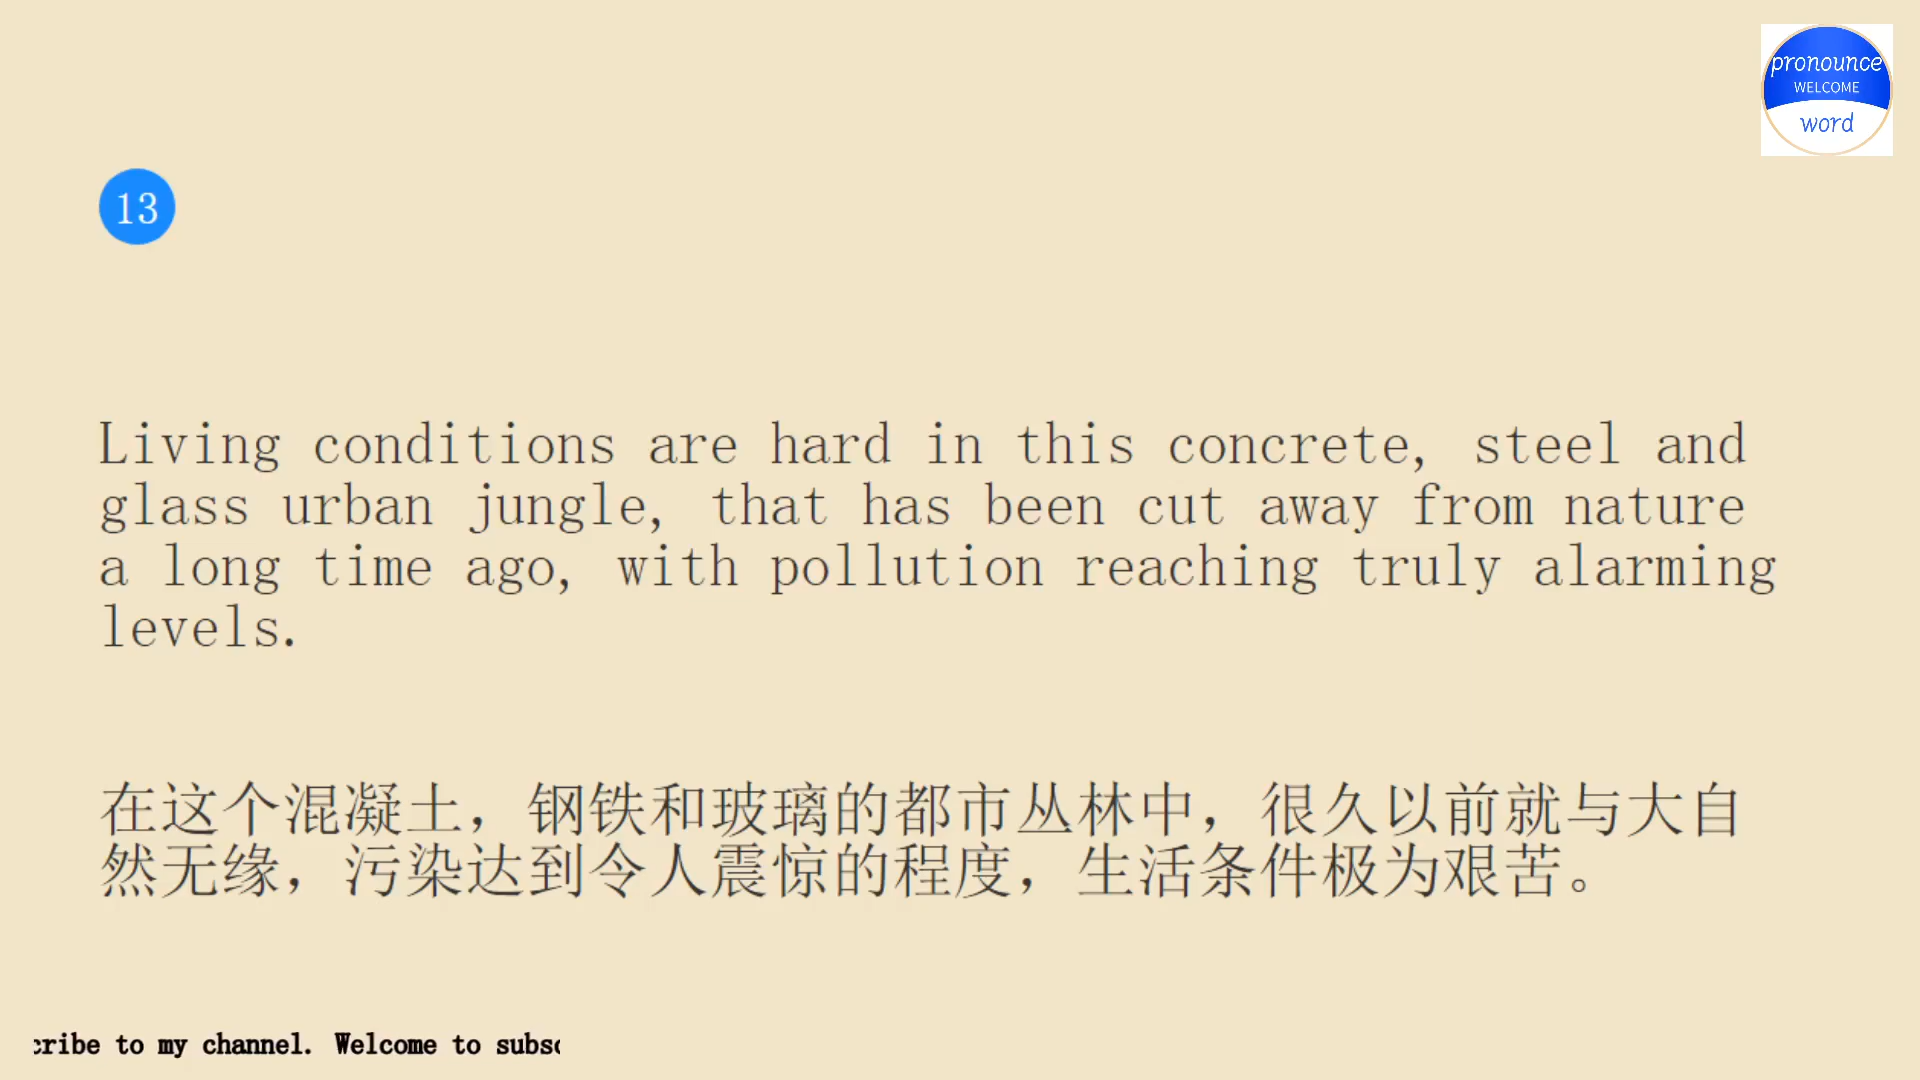 pronounce
WELCOME
word
13
Living conditions are hard in this concrete, steel and
glass urban jungle, that has been cut away from nature
a long time ago, with pollution reaching truly alarming
levels.
在这个混凝土，钢铁和玻璃的都市丛林中，很久以前就与大自
然无缘，污染达到令人震惊的程度，生活条件极为艰苦。
cribe to my channel. Welcome to subsc